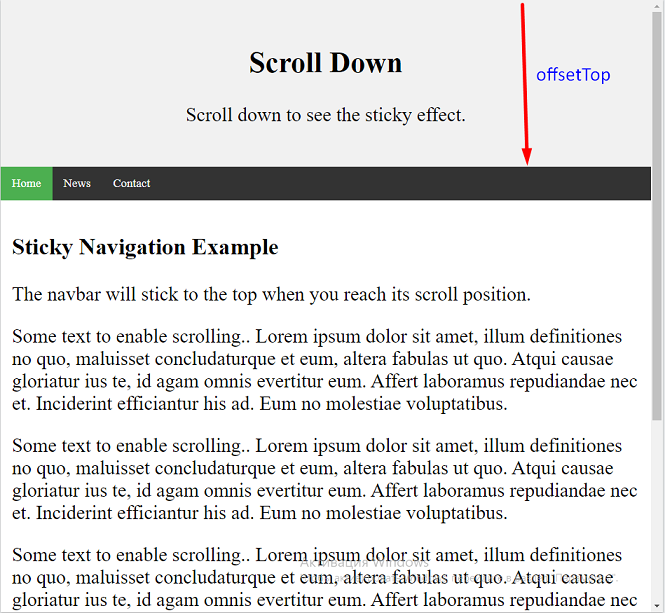 Scroll Down
offsetTop
Scroll down to see the sticky effect.
Home News Contact
Sticky Navigation Example
The navbar will stick to the top when you reach its scroll position.
Some text to enable scrolling.. Lorem ipsum dolor sit amet, illum definitiones
no quo, maluisset concludaturque et eum, altera fabulas ut quo. Atqui causae
gloriatur ius te, id agam omnis evertitur eum. Affert laboramus repudiandae nec
et. Inciderint efficiantur his ad. Eum no molestiae voluptatibus.
Some text to enable scrolling.. Lorem ipsum dolor sit amet, illum definitiones
no quo, maluisset concludaturque et eum, altera fabulas ut quo. Atqui causae
gloriatur ius te, id agam omnis evertitur eum. Affert laboramus repudiandae nec
et. Inciderint efficiantur his ad. Eum no molestiae voluptatibus.
Some text to enable scrolling.. Lorem ipsum dolor sit amet, illum definitiones
Активация Windows
no quo, maluisset concludaturque et eum, altera fabulas ut quo. Atqui causae
gloriatur ius te, id agam omnis evertitur eum. Affert laboramus repudiandae nec